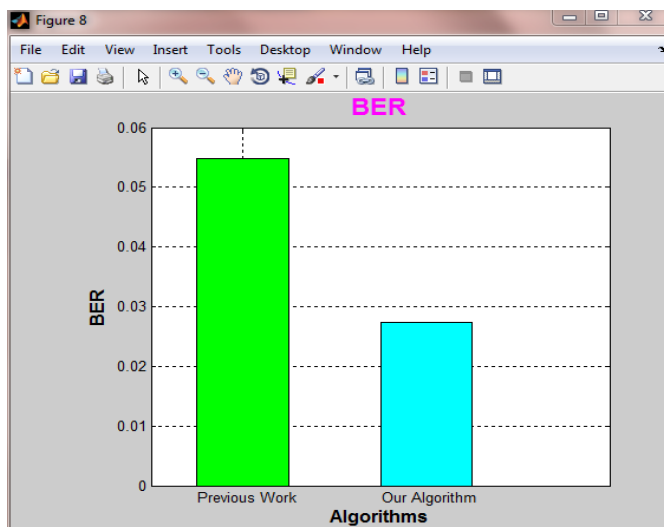 Figure 8
File Edit View Insert Tools Desktop Window Help
BER
0.06
0.05
0.04
0.03
0.02
0.01
0
BER
Previous Work Our Algorithm
Algorithms